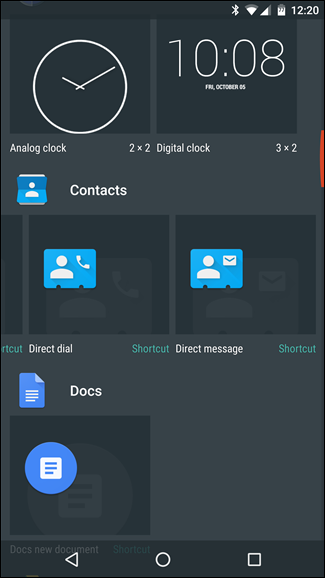 12:20
10:08
FRI, OCTOBER 05
Analog clock 2 × 2 Digital clock 3 × 2
Contacts
rtcut Direct dial Shortcut Direct message Shortcut
Docs
Docs new document Shortcut